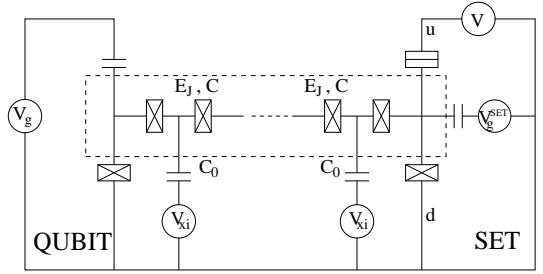 u
V
E_J , C
E_J , C
V_g
V_g^SET
C_0
C_0
V_xi
V_xi
d
QUBIT
SET